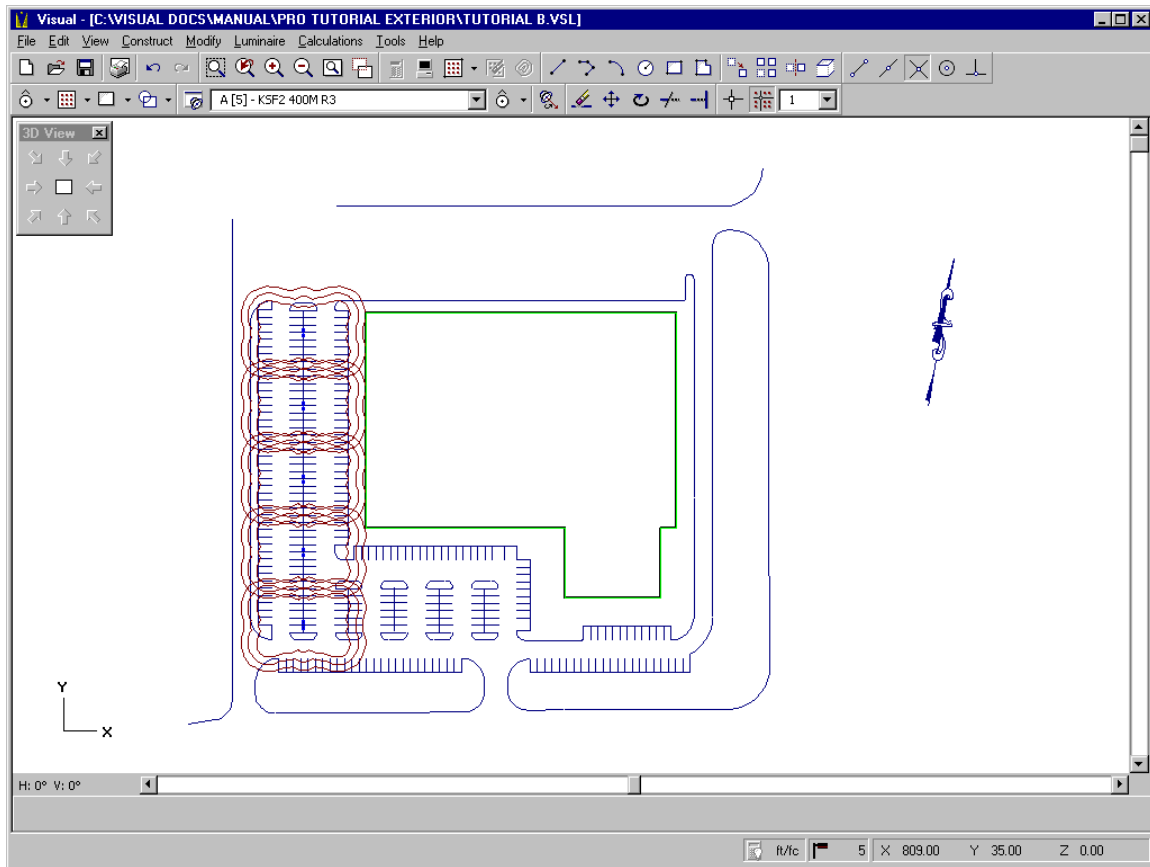 Visual - [C:\VISUAL DOCS\MANUAL\PRO TUTORIAL EXTERIOR\TUTORIAL B.VSL]
File Edit View Construct Modify Luminaire Calculations Tools Help
A [5] - KSF2 400M R3 1
3D View
Y
X
H: 0° V: 0°
ft/fc 5 X 809.00 Y 35.00 Z 0.00